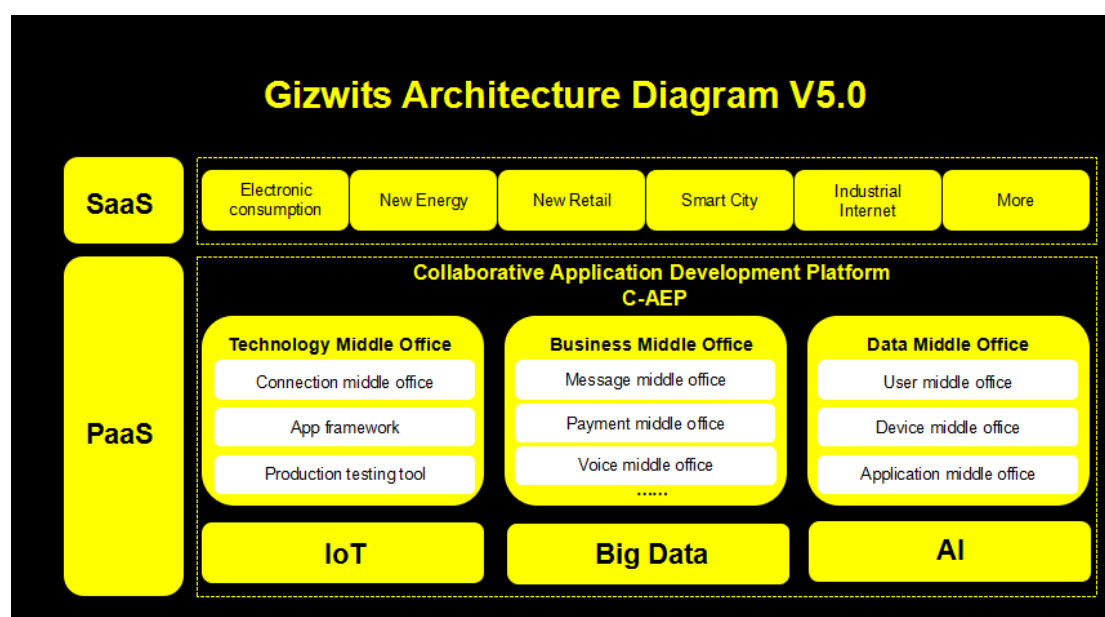 Gizwits Architecture Diagram V5.0
SaaS
Electronic
consumption
New Energy
New Retail
Smart City
Industrial
Internet
More
PaaS
Collaborative Application Development Platform
C-AEP
Technology Middle Office
Connection middle office
App framework
Production testing tool
Business Middle Office
Message middle office
Payment middle office
Voice middle office
......
Data Middle Office
User middle office
Device middle office
Application middle office
IoT
Big Data
AI